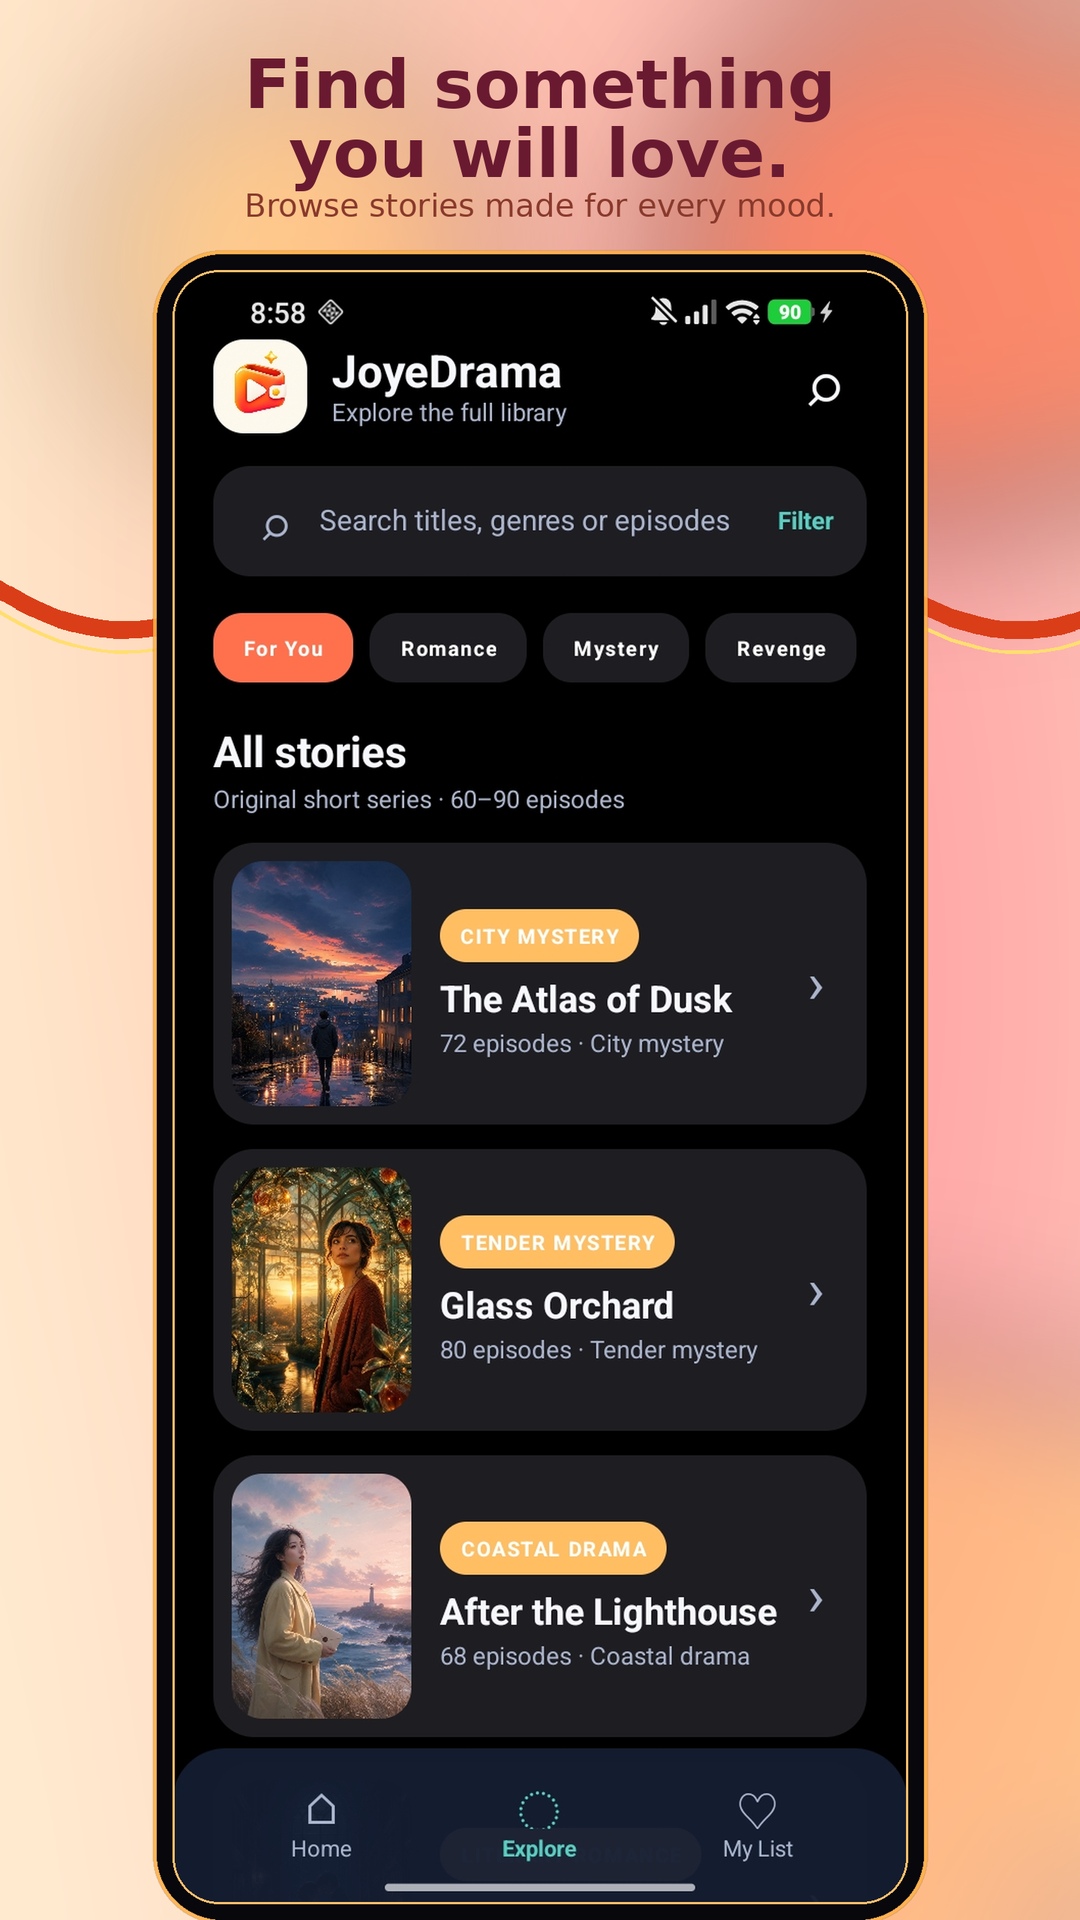 Find something
you will love.
Browse stories made for every mood.
8:58
90
JoyeDrama
Explore the full library
Search titles, genres or episodes
Filter
For You
Romance
Mystery
Revenge
All stories
Original short series · 60–90 episodes
CITY MYSTERY
The Atlas of Dusk
72 episodes · City mystery
TENDER MYSTERY
Glass Orchard
80 episodes · Tender mystery
COASTAL DRAMA
After the Lighthouse
68 episodes · Coastal drama
Home
Explore
My List